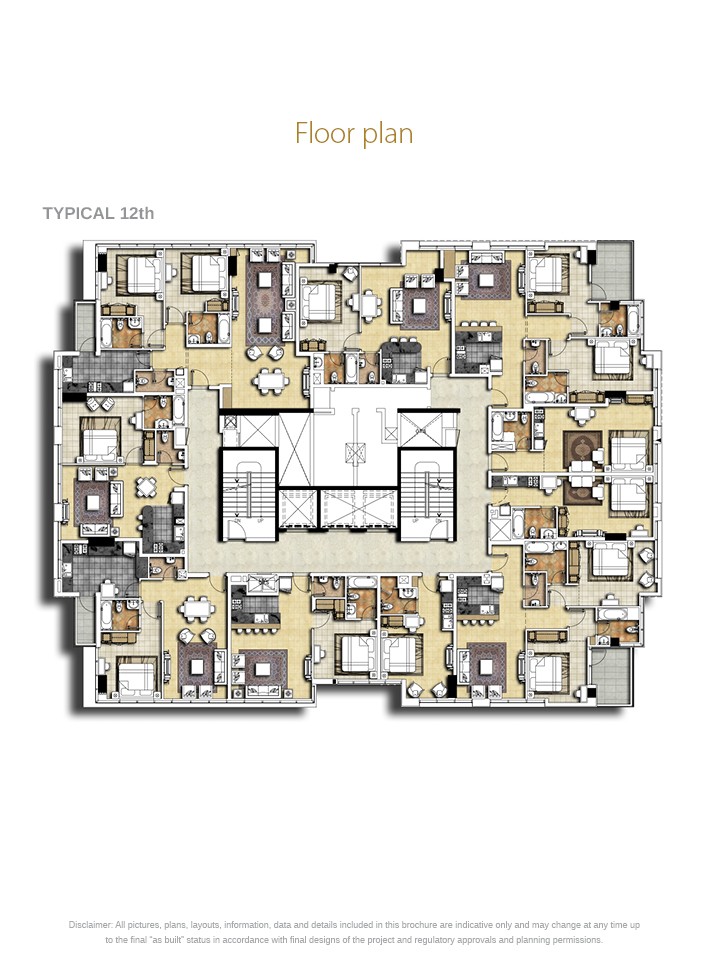 Floor plan
TYPICAL 12th
UP
UP
Disclaimer: All pictures, plans, layouts, information, data and details included in this brochure are indicative only and may change at any time up
to the final “as built” status in accordance with final designs of the project and regulatory approvals and planning permissions.